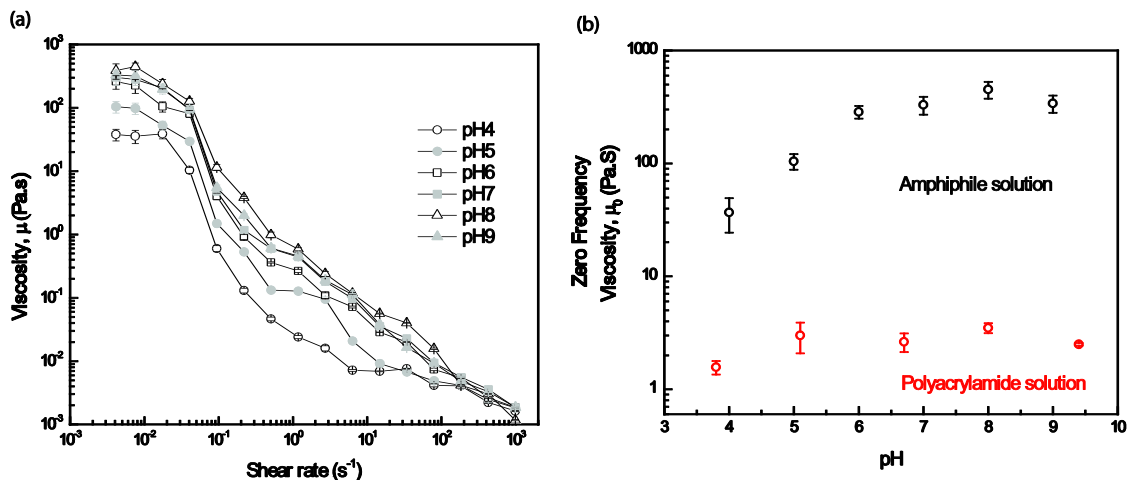 (a)
Viscosity, μ (Pa.s)
10³
10²
10¹
10⁰
10⁻¹
10⁻²
10⁻³
pH4
pH5
pH6
pH7
pH8
pH9
10⁻³ 10⁻² 10⁻¹ 10⁰ 10¹ 10² 10³
Shear rate (s⁻¹)
(b)
Zero Frequency
Viscosity, μ₀ (Pa.S)
1000
100
10
1
Amphiphile solution
Polyacrylamide solution
3 4 5 6 7 8 9 10
pH